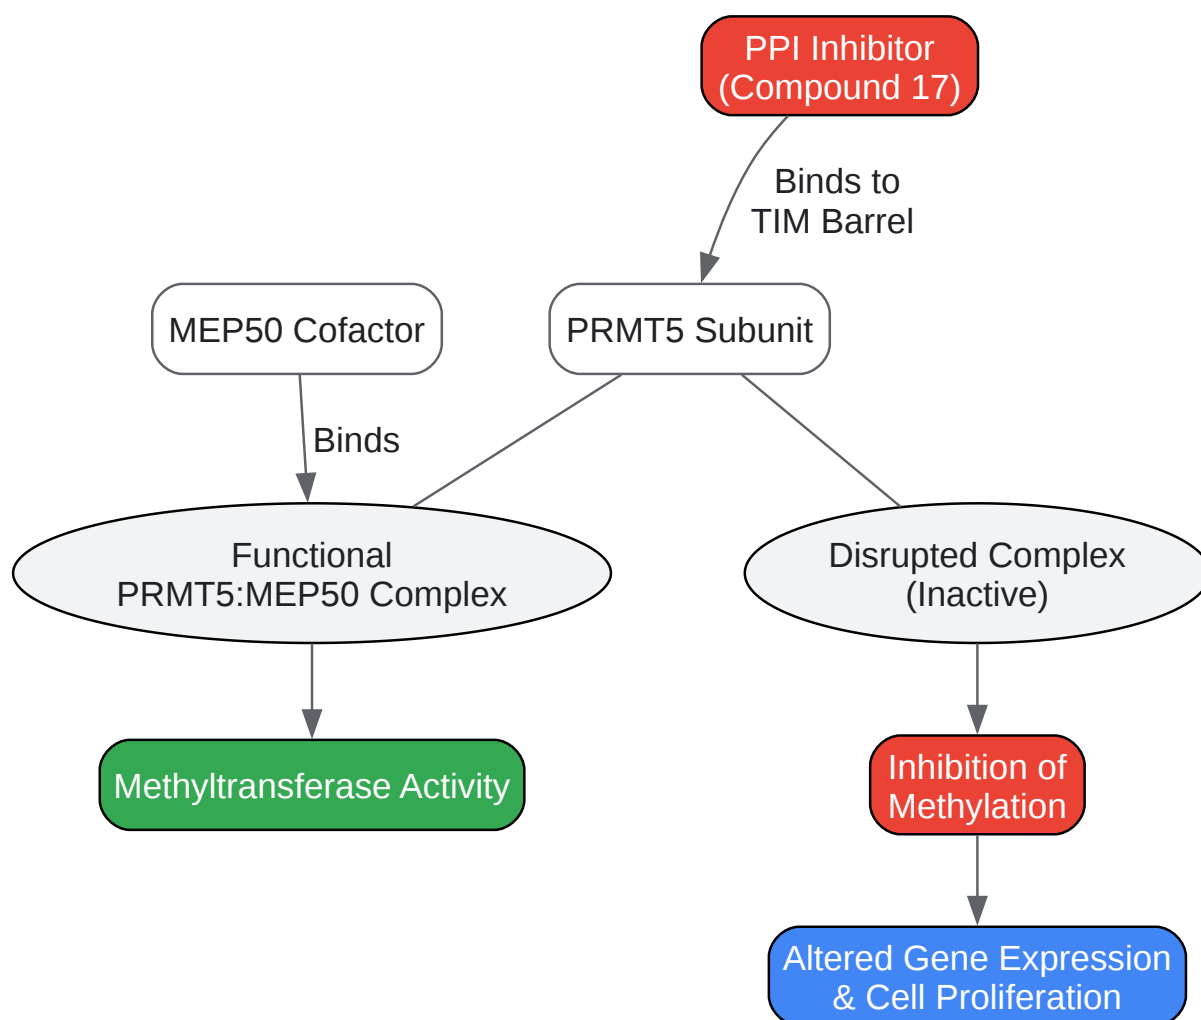 PPI Inhibitor
(Compound 17)
Binds to
TIM Barrel
MEP50 Cofactor
PRMT5 Subunit
Binds
Functional
PRMT5:MEP50 Complex
Disrupted Complex
(Inactive)
Methyltransferase Activity
Inhibition of
Methylation
Altered Gene Expression
& Cell Proliferation